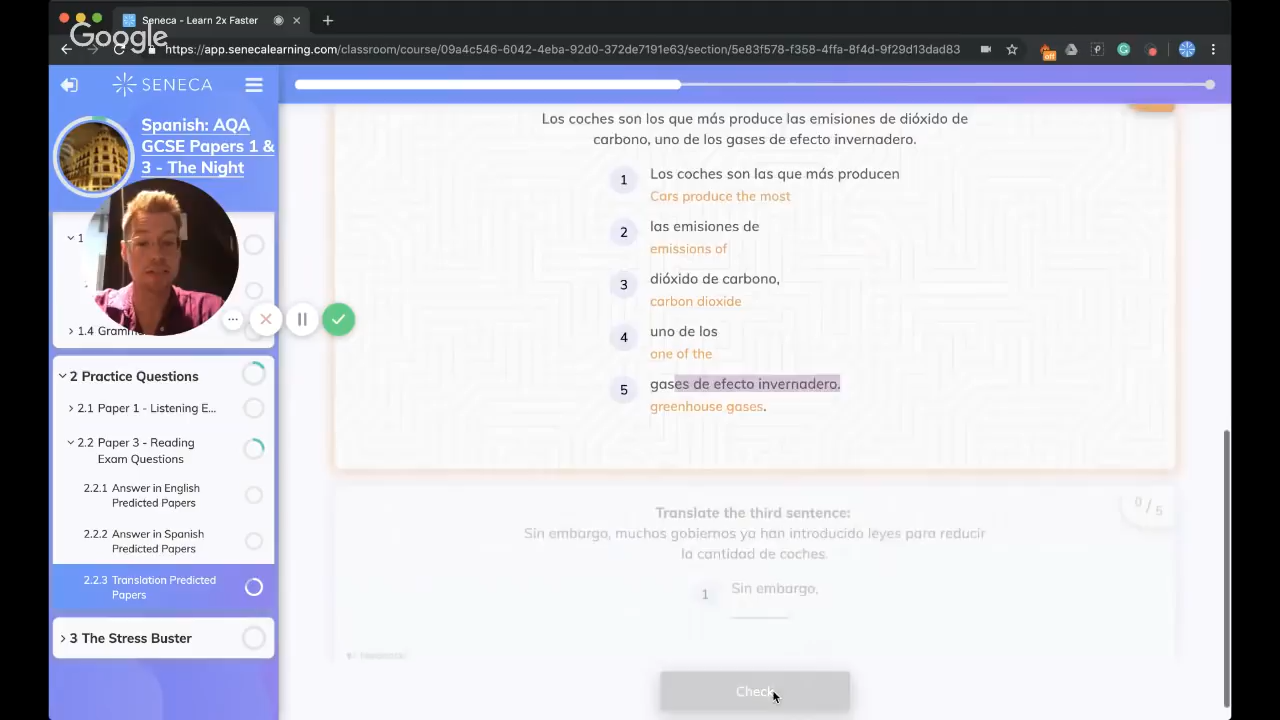 Seneca - Learn 2x Faster
Google
https://app.senecalearning.com/classroom/course/09a4c546-6042-4eba-92d0-372de7191e63/section/5e83f578-f358-4ffa-8f4d-9f29d13dad83
off
SENECA
Spanish: AQA
GCSE Papers 1 &
3 - The Night
1
1.4 Gramm
2 Practice Questions
2.1 Paper 1 - Listening E...
2.2 Paper 3 - Reading
Exam Questions
2.2.1 Answer in English
Predicted Papers
2.2.2 Answer in Spanish
Predicted Papers
2.2.3 Translation Predicted
Papers
3 The Stress Buster
Los coches son los que más produce las emisiones de dióxido de
carbono, uno de los gases de efecto invernadero.
1 Los coches son las que más producen
Cars produce the most
2 las emisiones de
emissions of
3 dióxido de carbono,
carbon dioxide
4 uno de los
one of the
5 gases de efecto invernadero.
greenhouse gases.
0 / 5
Translate the third sentence:
Sin embargo, muchos gobiernos ya han introducido leyes para reducir
la cantidad de coches.
1 Sin embargo,
Check